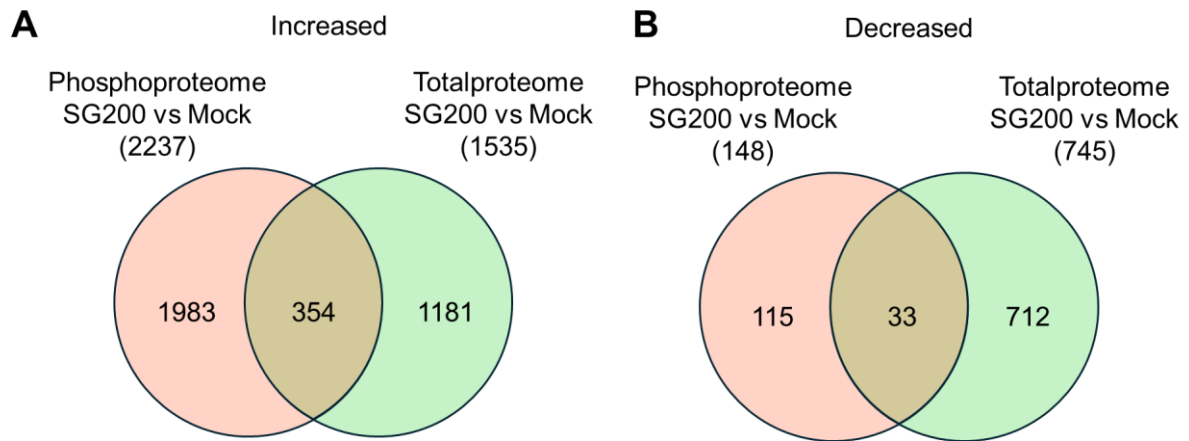 A
Increased
Phosphoproteome
SG200 vs Mock
(2237)
Totalproteome
SG200 vs Mock
(1535)
1983
354
1181
B
Decreased
Phosphoproteome
SG200 vs Mock
(148)
Totalproteome
SG200 vs Mock
(745)
115
33
712